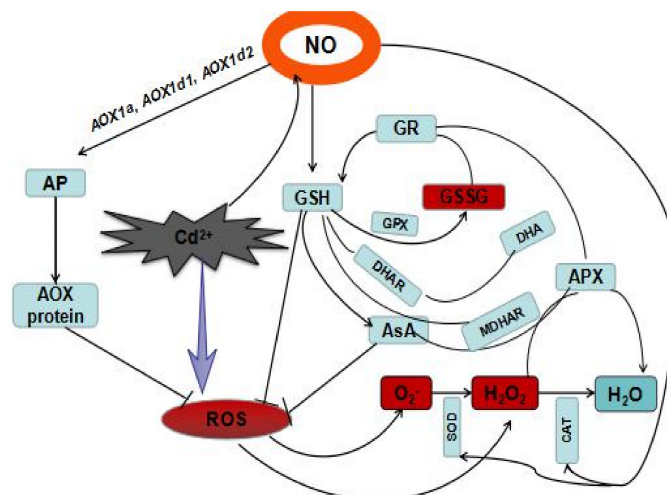 NO
AOX1a, AOX1d1, AOX1d2
GR
AP
GSH
GSSG
GPX
DHA
Cd²⁺
DHAR
APX
AOX
protein
AsA
MDHAR
O₂⁻
H₂O₂
H₂O
ROS
SOD
CAT